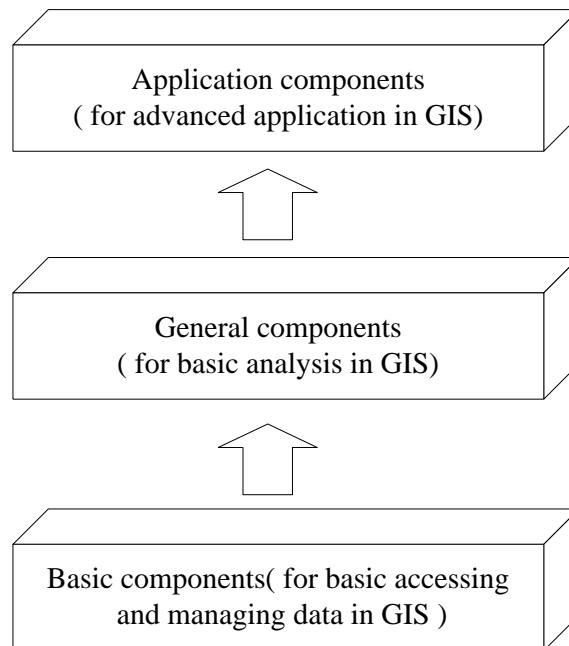 Application components
( for advanced application in GIS)
General components
( for basic analysis in GIS)
Basic components( for basic accessing
and managing data in GIS )